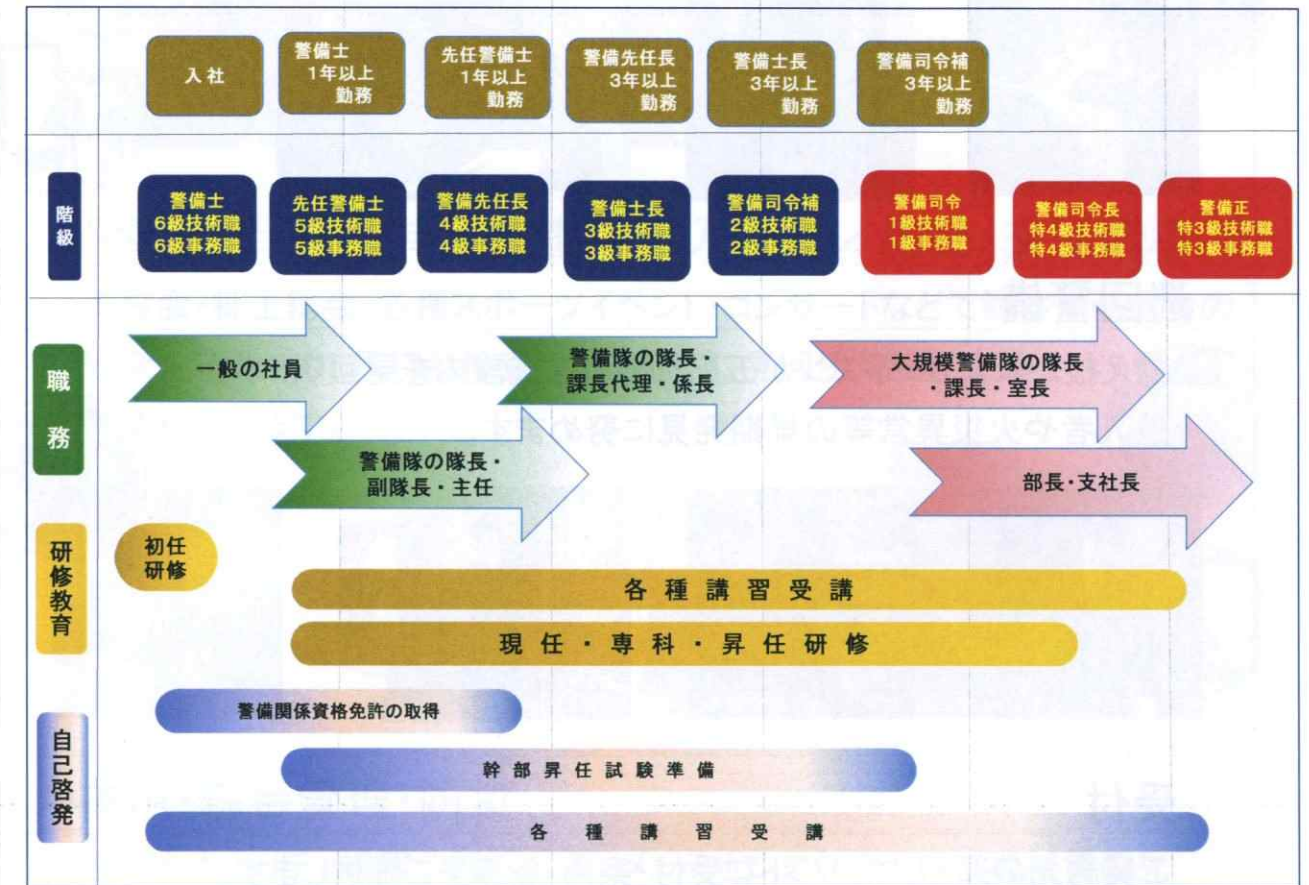 入社
警備士
1年以上
勤務
先任警備士
1年以上
勤務
警備先任長
3年以上
勤務
警備士長
3年以上
勤務
警備司令補
3年以上
勤務
階級
警備士
6級技術職
6級事務職
先任警備士
5級技術職
5級事務職
警備先任長
4級技術職
4級事務職
警備士長
3級技術職
3級事務職
警備司令補
2級技術職
2級事務職
警備司令
1級技術職
1級事務職
警備司令長
特4級技術職
特4級事務職
警備正
特3級技術職
特3級事務職
職務
一般の社員
警備隊の隊長・
課長代理・係長
大規模警備隊の隊長
・課長・室長
警備隊の隊長・
副隊長・主任
部長・支社長
研修教育
初任
研修
各種講習受講
現任・専科・昇任研修
自己啓発
警備関係資格免許の取得
幹部昇任試験準備
各種講習受講